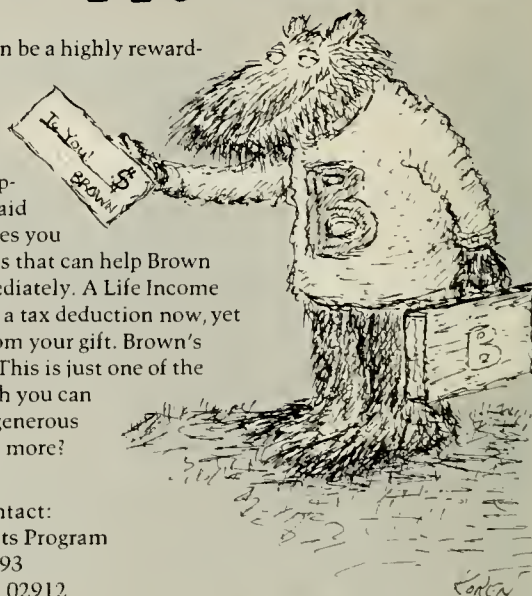 n be a highly reward-
To You!
$
BROWN
p-
aid
es you
s that can help Brown
ediately. A Life Income
a tax deduction now, yet
om your gift. Brown's
This is just one of the
h you can
generous
more?
B
B
ntact:
ts Program
93
02912
KOREN